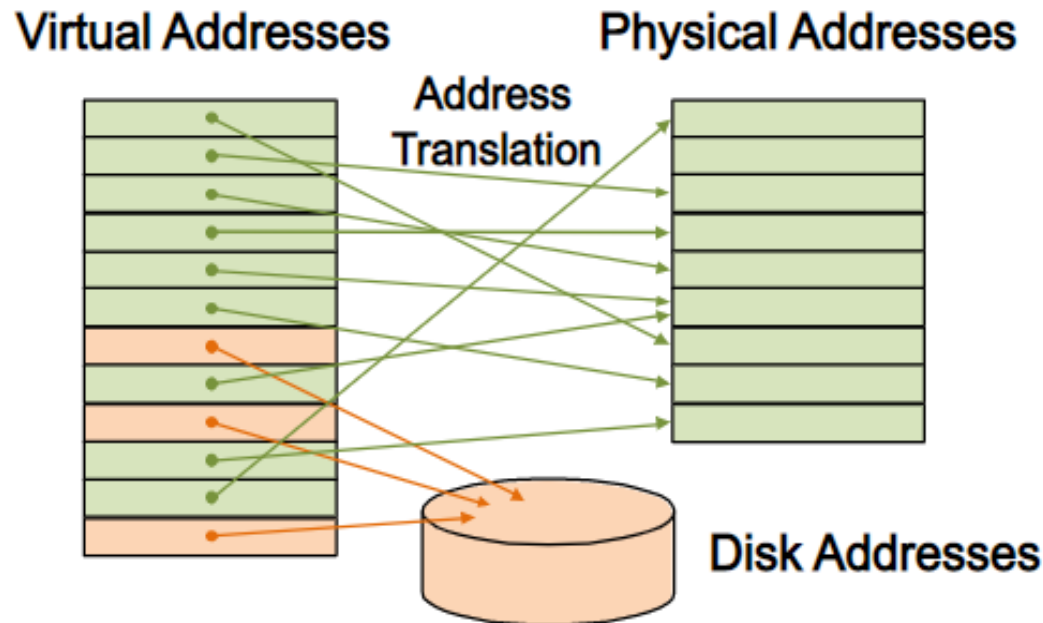 Virtual Addresses
Physical Addresses
Address
Translation
Disk Addresses